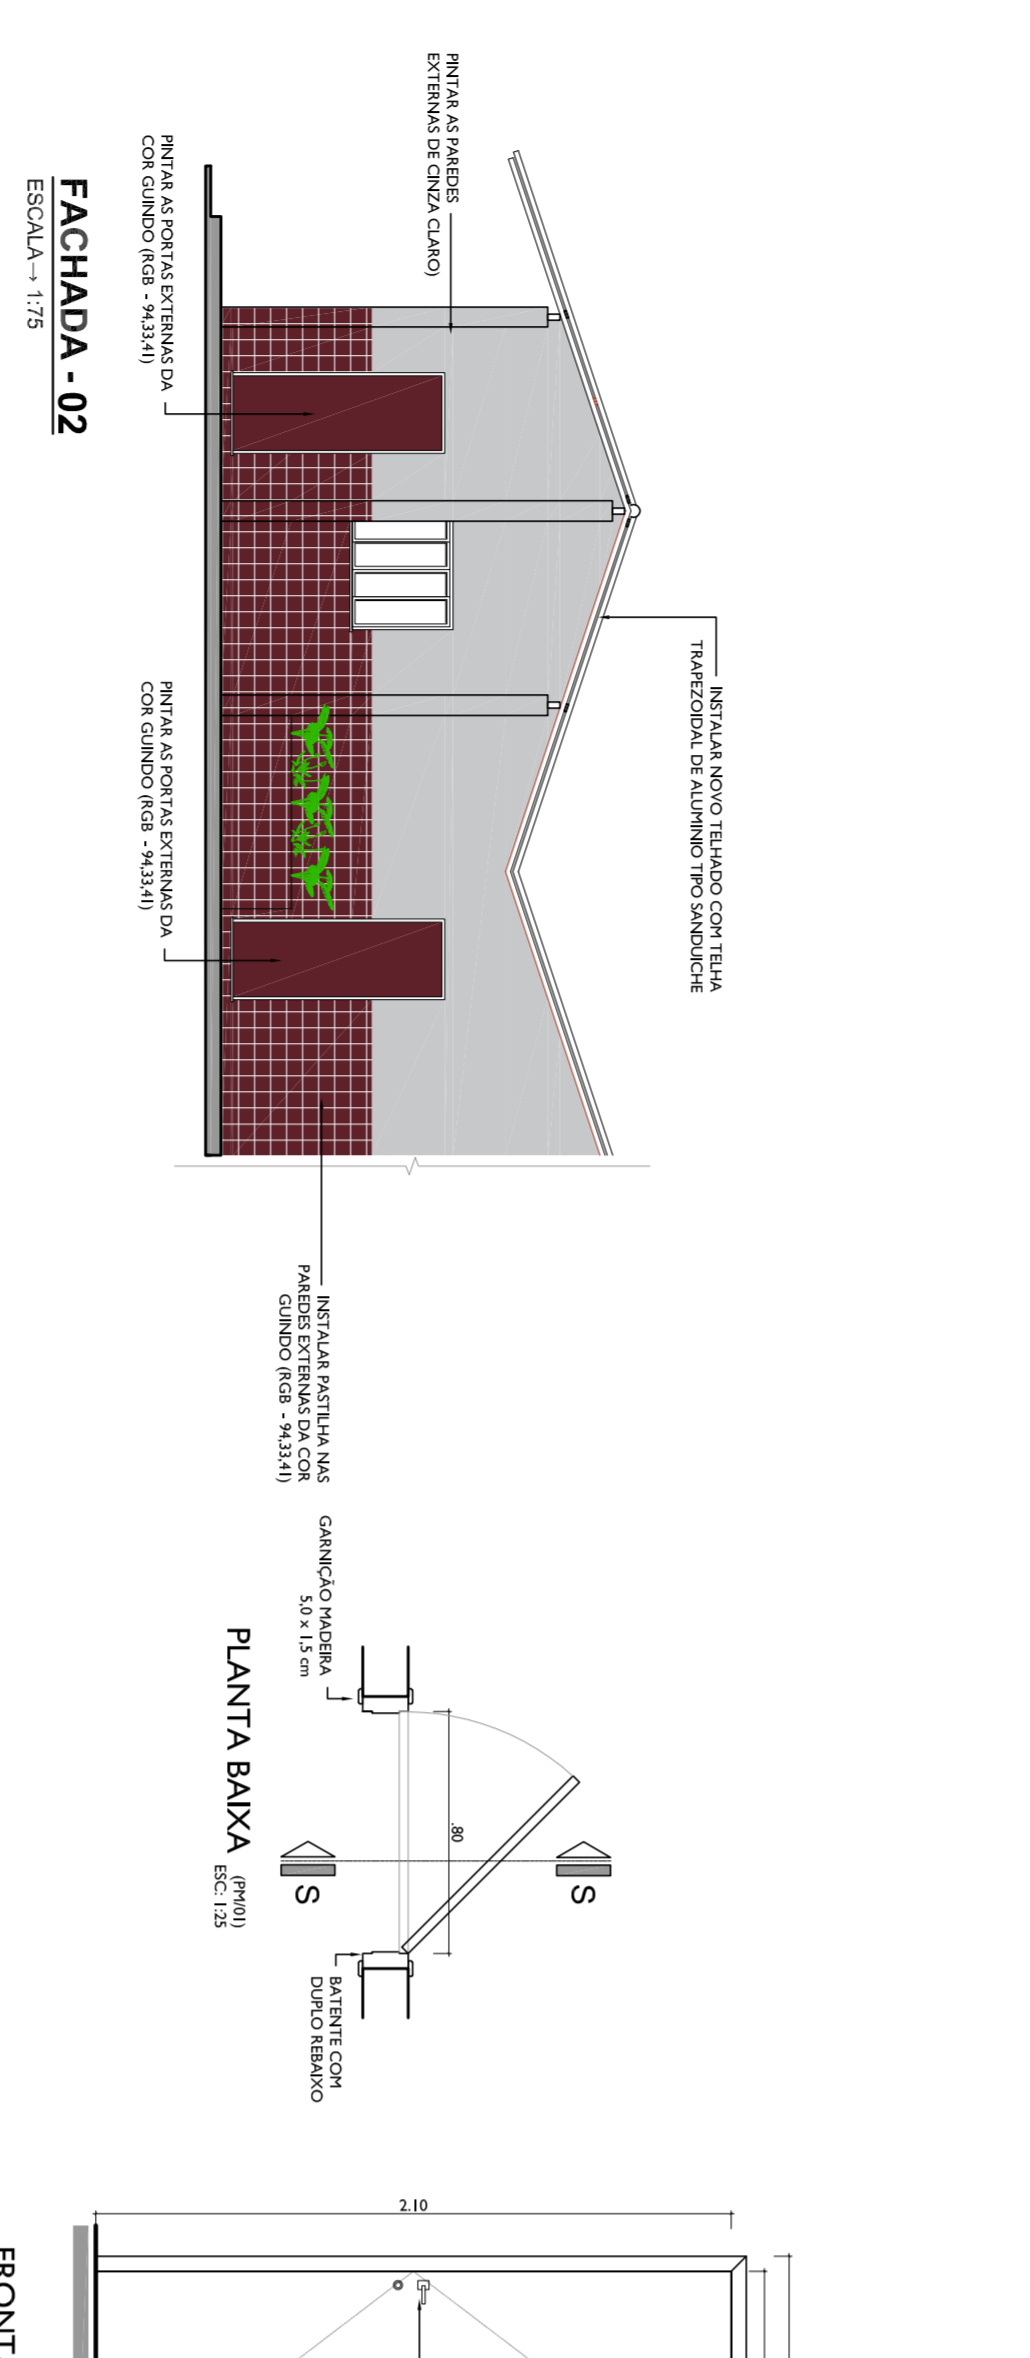 PINTAR AS PAREDES
EXTERNAS DE CINZA CLARO)
INSTALAR NOVO TELHADO COM TELHA
TRAPEZOIDAL DE ALUMINIO TIPO SANDUICHE
PINTAR AS PORTAS EXTERNAS DA
COR GUINDO (RGB - 94,33,41)
PINTAR AS PORTAS EXTERNAS DA
COR GUINDO (RGB - 94,33,41)
INSTALAR PASTILHA NAS
PAREDES EXTERNAS DA COR
GUINDO (RGB - 94,33,41)
FACHADA - 02
ESCALA→ 1:75
.80
S
S
GARNIÇÃO MADEIRA
5,0 x 1,5 cm
BATENTE COM
DUPLO REBAIXO
PLANTA BAIXA
(PM/01)
ESC: 1:25
2.10